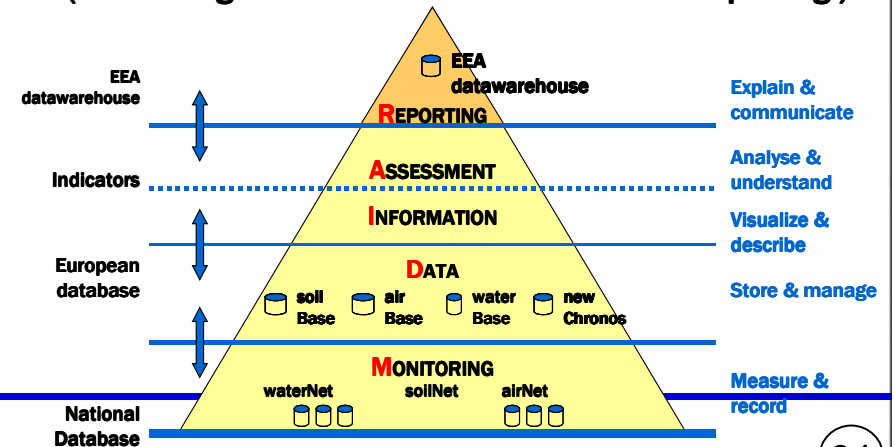 EEA
datawarehouse
EEA
datawarehouse
REPORTING
Explain &
communicate
Indicators
ASSESSMENT
Analyse &
understand
INFORMATION
Visualize &
describe
European
database
DATA
soil
Base
air
Base
water
Base
new
Chronos
Store & manage
MONITORING
waterNet
soilNet
airNet
Measure &
record
National
Database